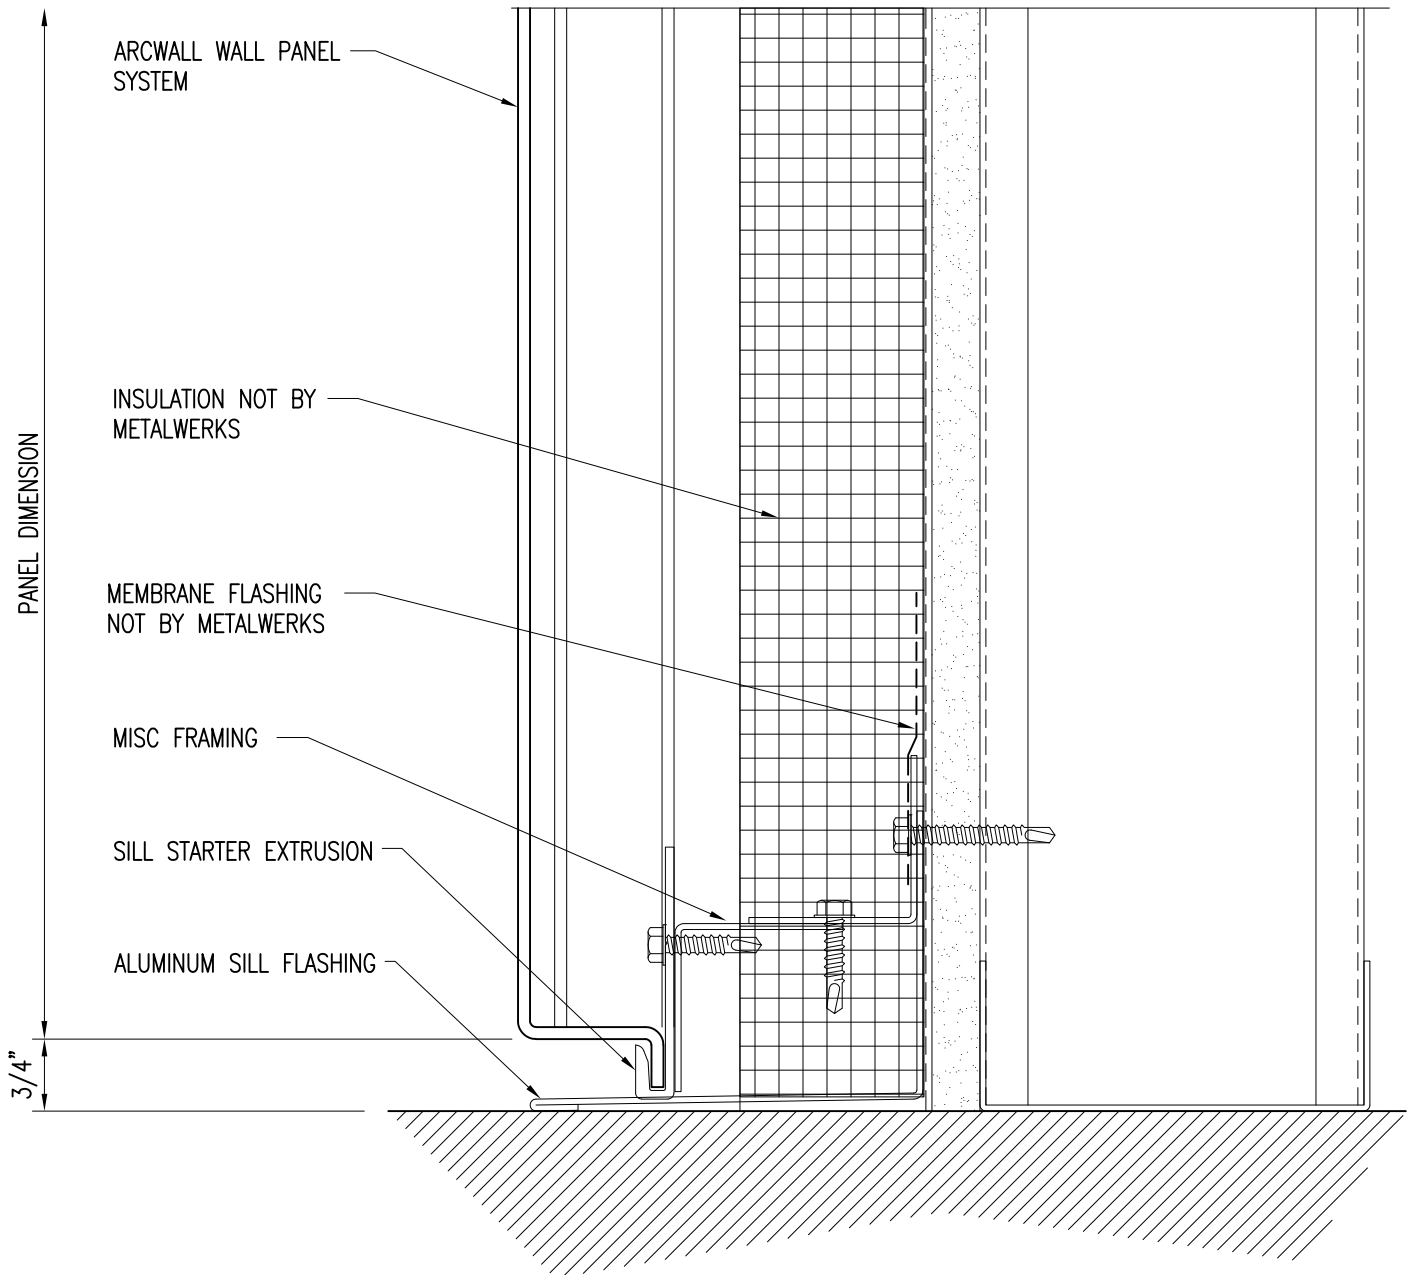 ARCWALL WALL PANEL
SYSTEM
INSULATION NOT BY
METALWERKS
PANEL DIMENSION
MEMBRANE FLASHING
NOT BY METALWERKS
MISC FRAMING
SILL STARTER EXTRUSION
ALUMINUM SILL FLASHING
3/4"